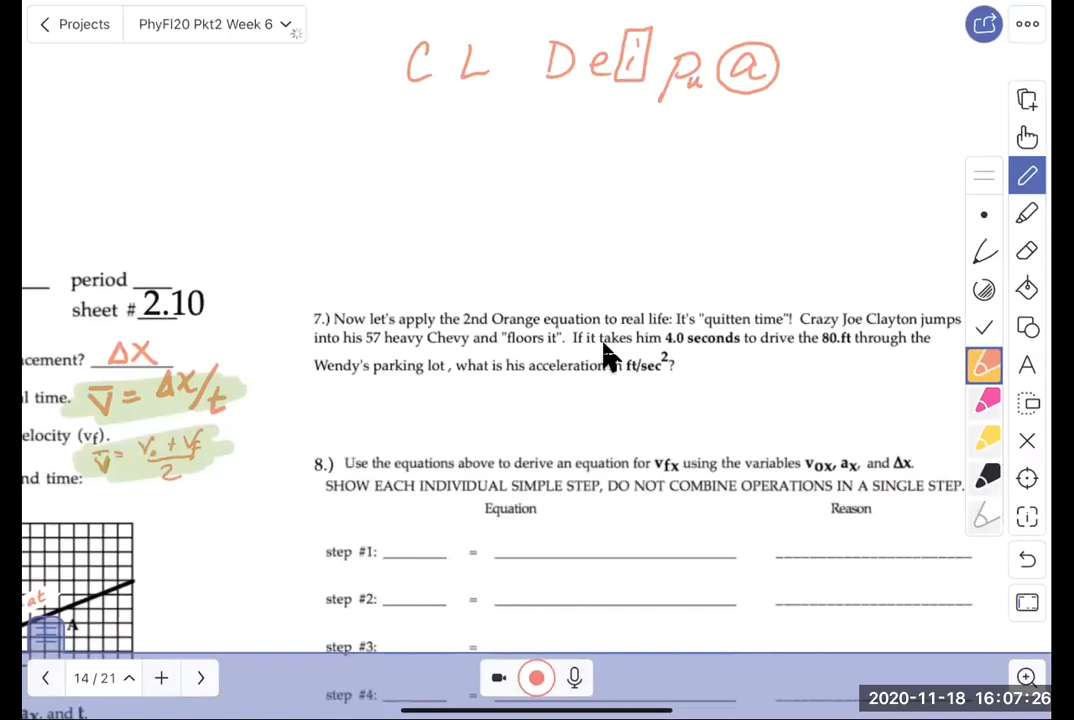 Projects PhyFl20 Pkt2 Week 6
C L De i pu a
period
sheet # 2.10
7.) Now let's apply the 2nd Orange equation to real life: It's "quitten time"! Crazy Joe Clayton jumps
into his 57 heavy Chevy and "floors it". If it takes him 4.0 seconds to drive the 80.ft through the
Wendy's parking lot , what is his acceleration ft/sec²?
cement? Δx
l time. v̄ = Δx/t
elocity (vf).
v̄ = v₀ + vf / 2
nd time:
8.) Use the equations above to derive an equation for vfx using the variables vox, ax, and Δx.
SHOW EACH INDIVIDUAL SIMPLE STEP, DO NOT COMBINE OPERATIONS IN A SINGLE STEP.
Equation Reason
step #1: =
step #2: =
at
A
step #3: =
14 / 21
step #4: =
2020-11-18 16:07:26
ax, and t.